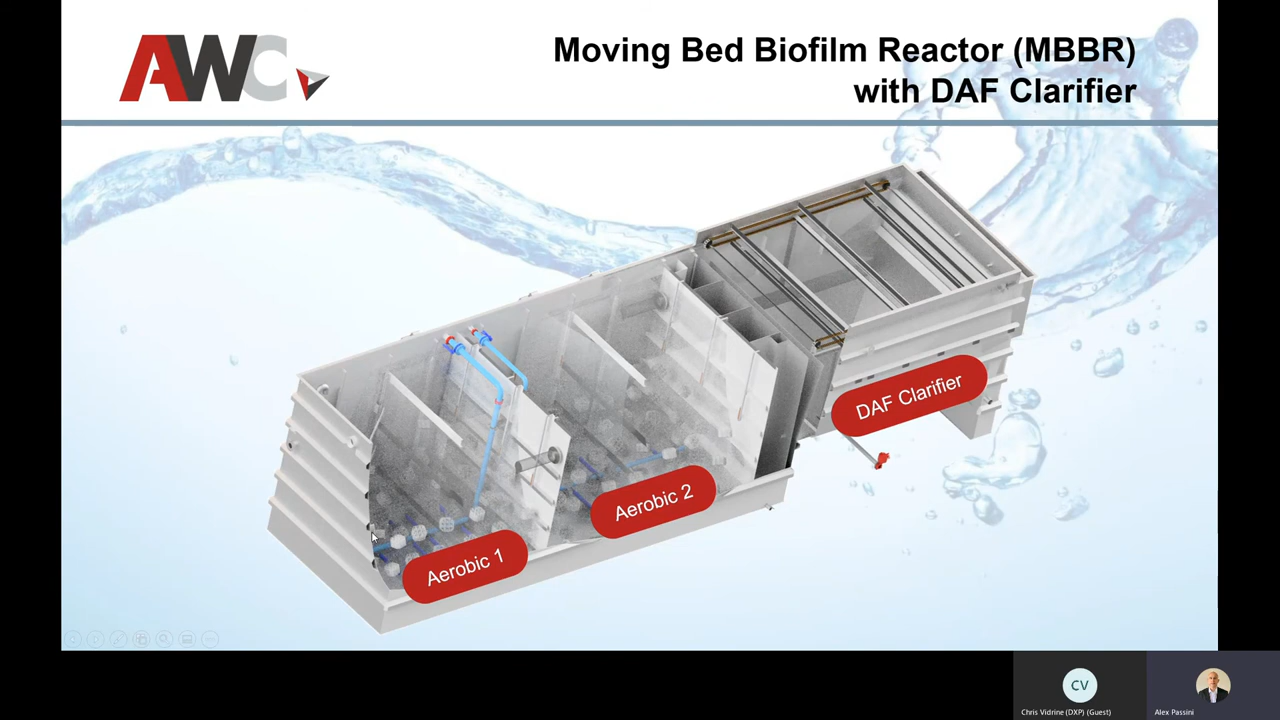 AWC
Moving Bed Biofilm Reactor (MBBR)
with DAF Clarifier
DAF Clarifier
Aerobic 2
Aerobic 1
CV
Chris Vidrine (DXP) (Guest)
Alex Passini